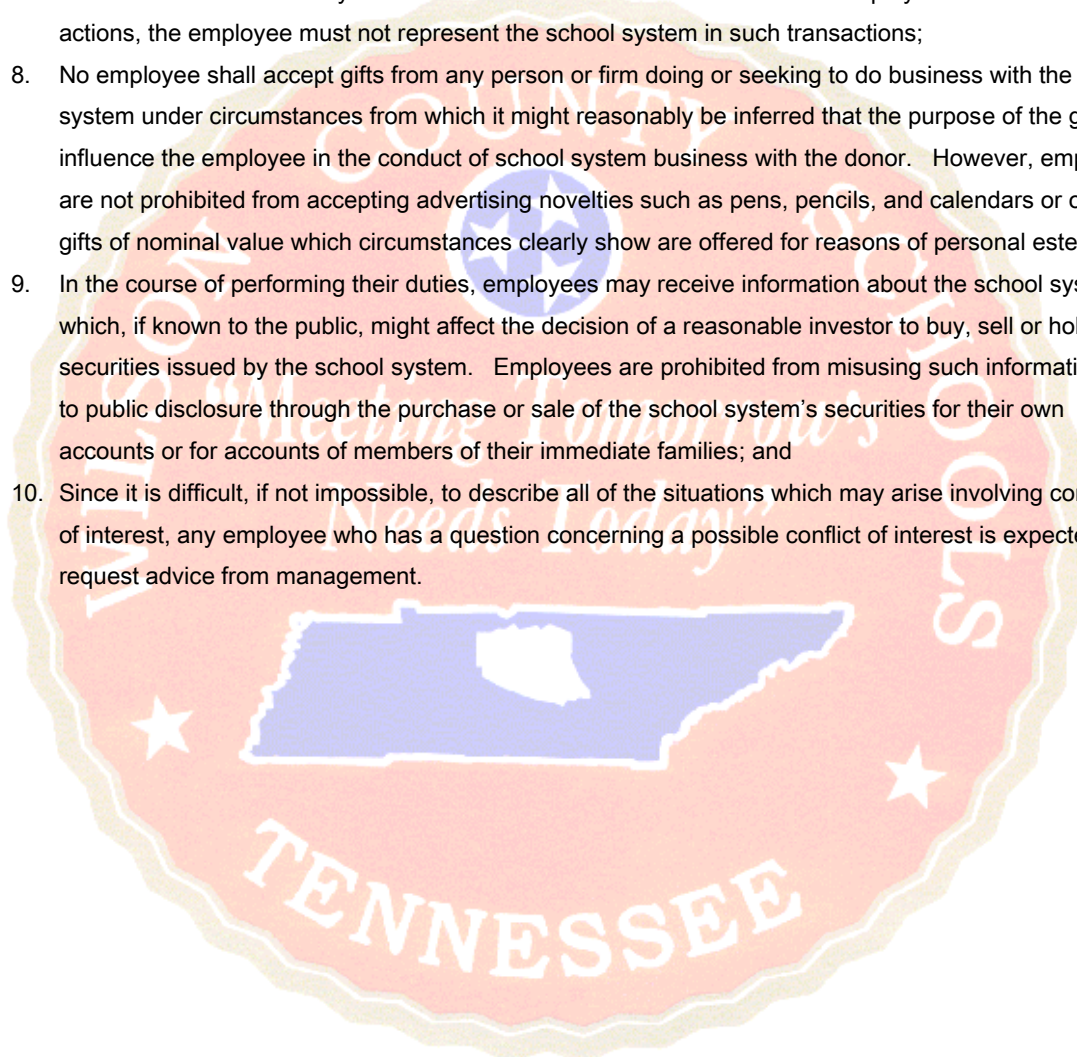 actions, the employee must not represent the school system in such transactions;
8. No employee shall accept gifts from any person or firm doing or seeking to do business with the
system under circumstances from which it might reasonably be inferred that the purpose of the
influence the employee in the conduct of school system business with the donor. However,
are not prohibited from accepting advertising novelties such as pens, pencils, and calendars or
gifts of nominal value which circumstances clearly show are offered for reasons of personal
9. In the course of performing their duties, employees may receive information about the school
which, if known to the public, might affect the decision of a reasonable investor to buy, sell or
securities issued by the school system. Employees are prohibited from misusing such
to public disclosure through the purchase or sale of the school system's securities for their own
accounts or for accounts of members of their immediate families; and
10. Since it is difficult, if not impossible, to describe all of the situations which may arise involving
of interest, any employee who has a question concerning a possible conflict of interest is
request advice from management.
WILSON COUNTY SCHOOLS
"Meeting Tomorrow's
Needs Today"
TENNESSEE